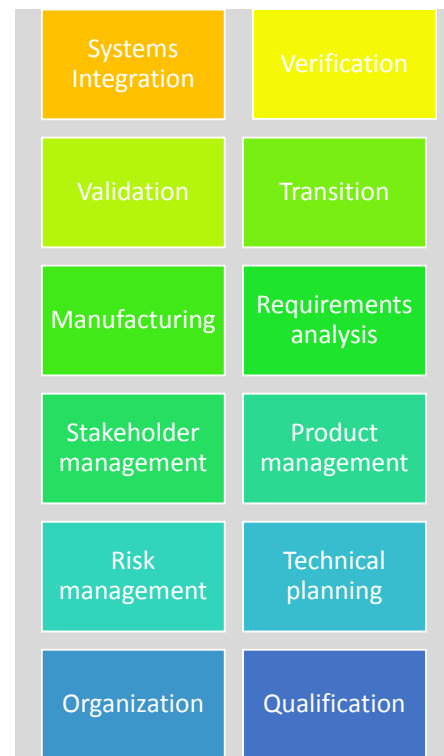 Systems
Integration
Verification
Validation
Transition
Manufacturing
Requirements
analysis
Stakeholder
management
Product
management
Risk
management
Technical
planning
Organization
Qualification